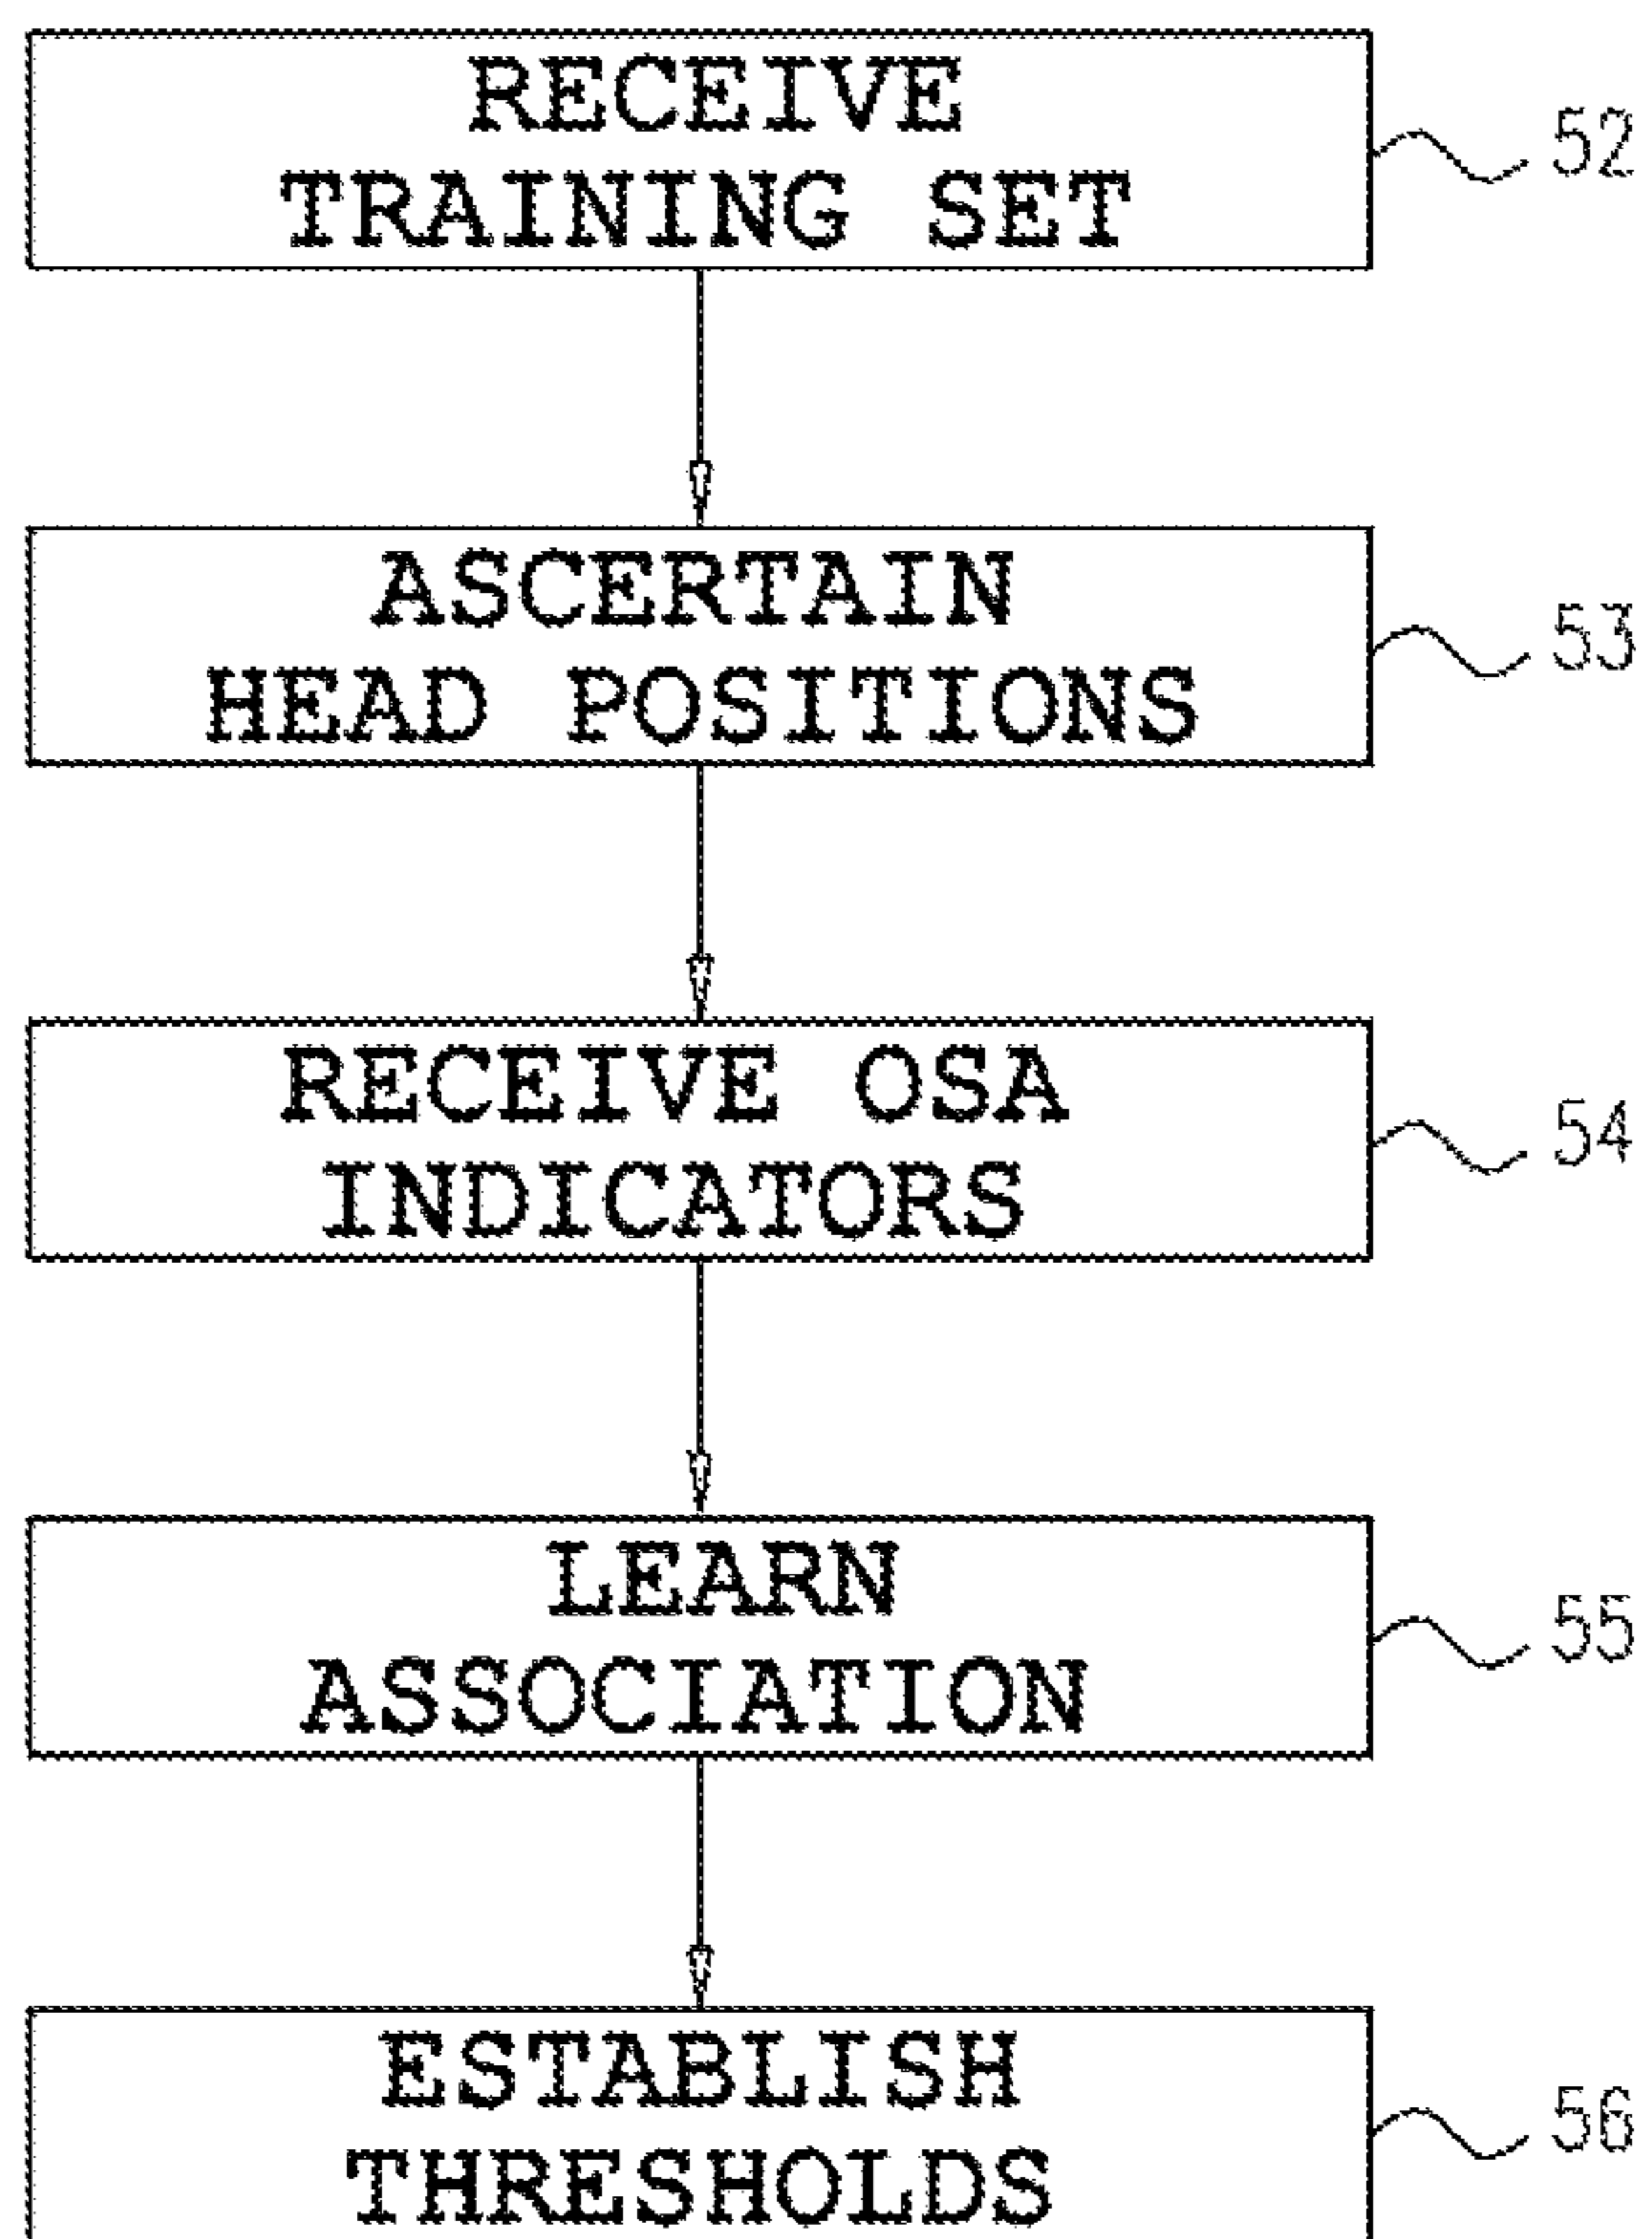 RECEIVE
TRAINING SET
52
ASCERTAIN
HEAD POSITIONS
53
RECEIVE OSA
INDICATORS
54
LEARN
ASSOCIATION
55
ESTABLISH
THRESHOLDS
56